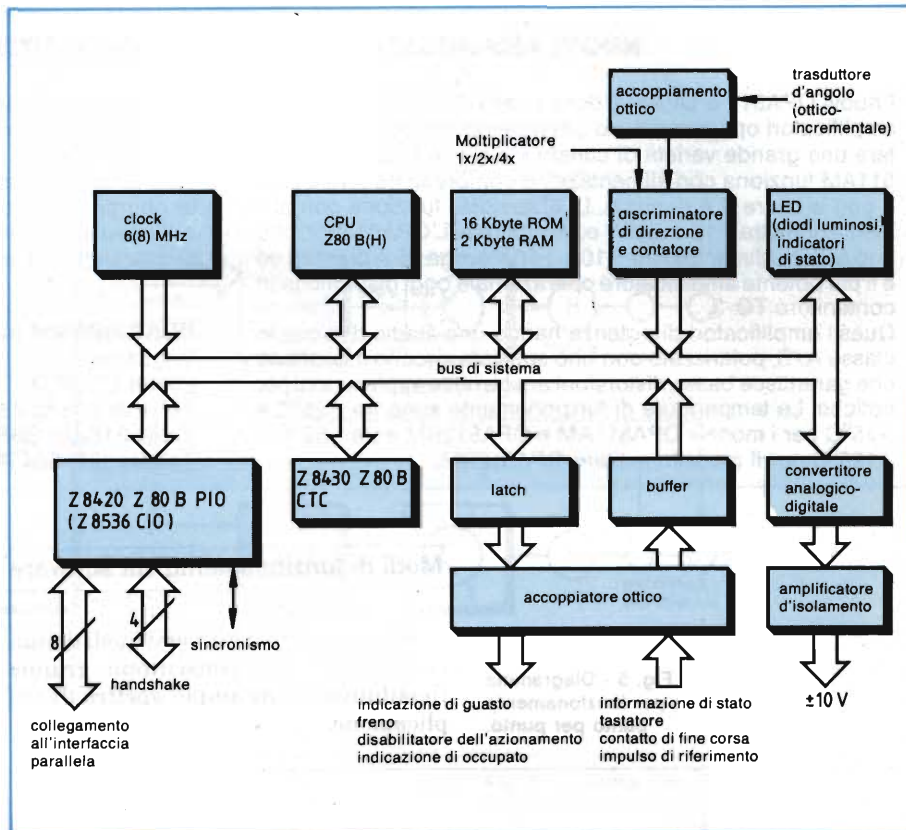 accoppiamento
ottico
trasduttore
d'angolo
(ottico-
incrementale)
Moltiplicatore
1x/2x/4x
clock
6(8) MHz
CPU
Z80 B(H)
16 Kbyte ROM
2 Kbyte RAM
discriminatore
di direzione
e contatore
LED
(diodi luminosi,
indicatori
di stato)
bus di sistema
Z 8420 Z 80 B PIO
(Z 8536 CIO)
Z 8430 Z 80 B
CTC
latch
buffer
convertitore
analogico-
digitale
accoppiatore ottico
amplificatore
d'isolamento
8
4
sincronismo
handshake
collegamento
all'interfaccia
parallela
indicazione di guasto
freno
disabilitatore dell'azionamento
indicazione di occupato
informazione di stato
tastatore
contatto di fine corsa
impulso di riferimento
±10 V